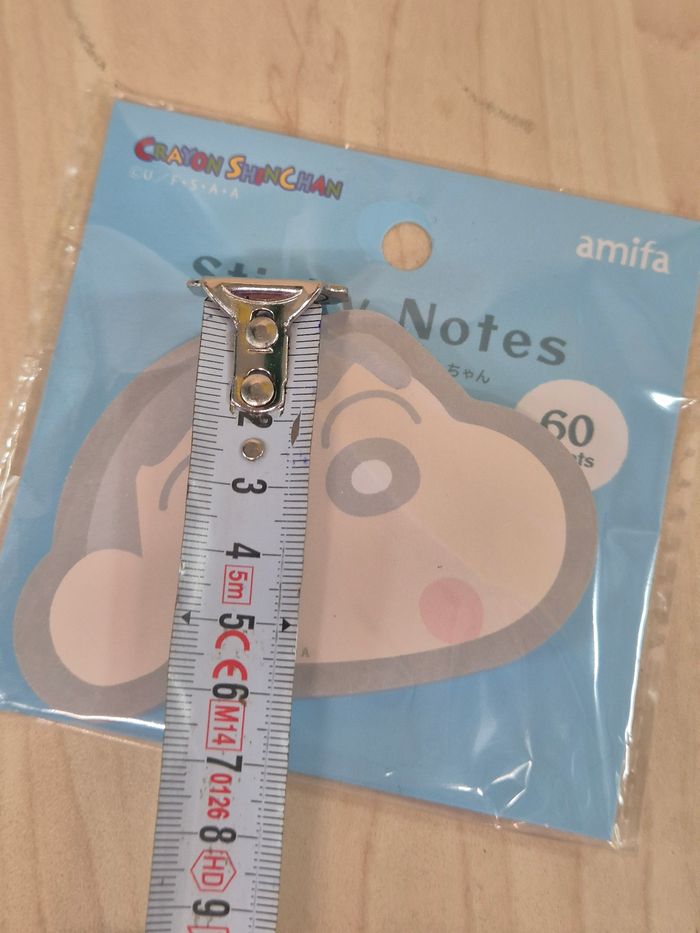 CRAYON SHINCHAN
©U/F・S・A・A
amifa
Notes
ちゃん
60
2
3
4
5m
5
CE
6
M14
7
0126
8
HD
9